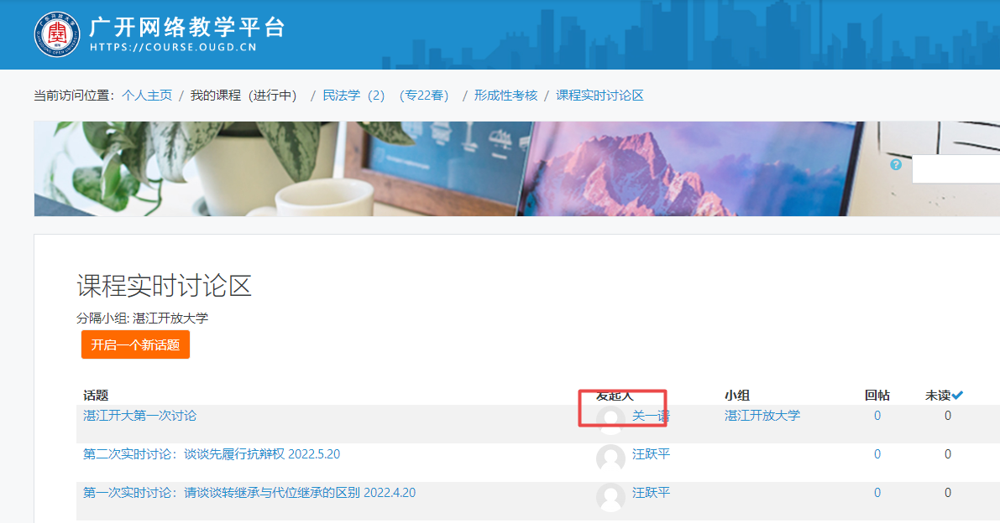 广开网络教学平台
HTTPS://COURSE.OUGD.CN
当前访问位置： 个人主页 / 我的课程（进行中） / 民法学（2）（专22春） / 形成性考核 / 课程实时讨论区
课程实时讨论区
分隔小组: 湛江开放大学
开启一个新话题
话题 发起人 小组 回帖 未读
湛江开大第一次讨论 关一谱 湛江开放大学 0 0
第二次实时讨论：谈谈先履行抗辩权 2022.5.20 汪跃平 0 0
第一次实时讨论：请谈谈转继承与代位继承的区别 2022.4.20 汪跃平 0 0